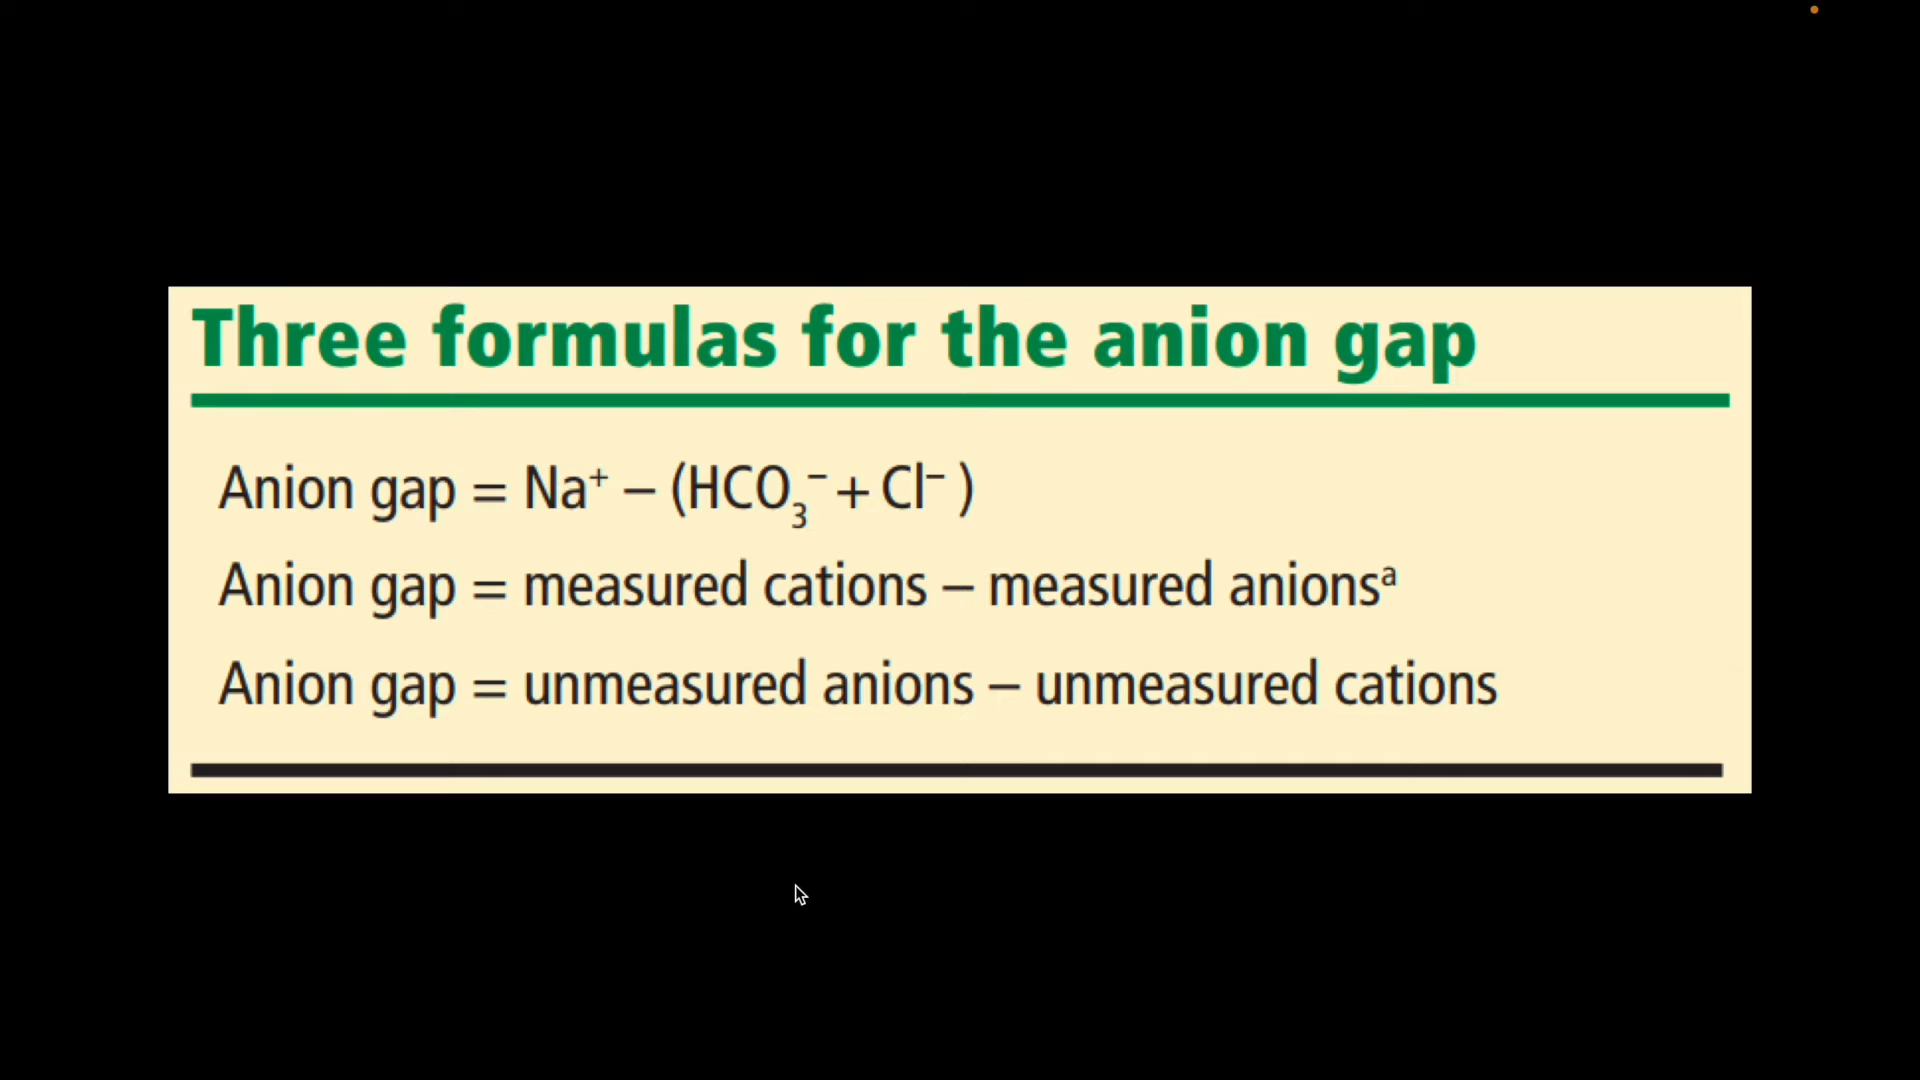 Three formulas for the anion gap
Anion gap = Na⁺ – (HCO₃⁻ + Cl⁻ )
Anion gap = measured cations – measured anionsᵃ
Anion gap = unmeasured anions – unmeasured cations